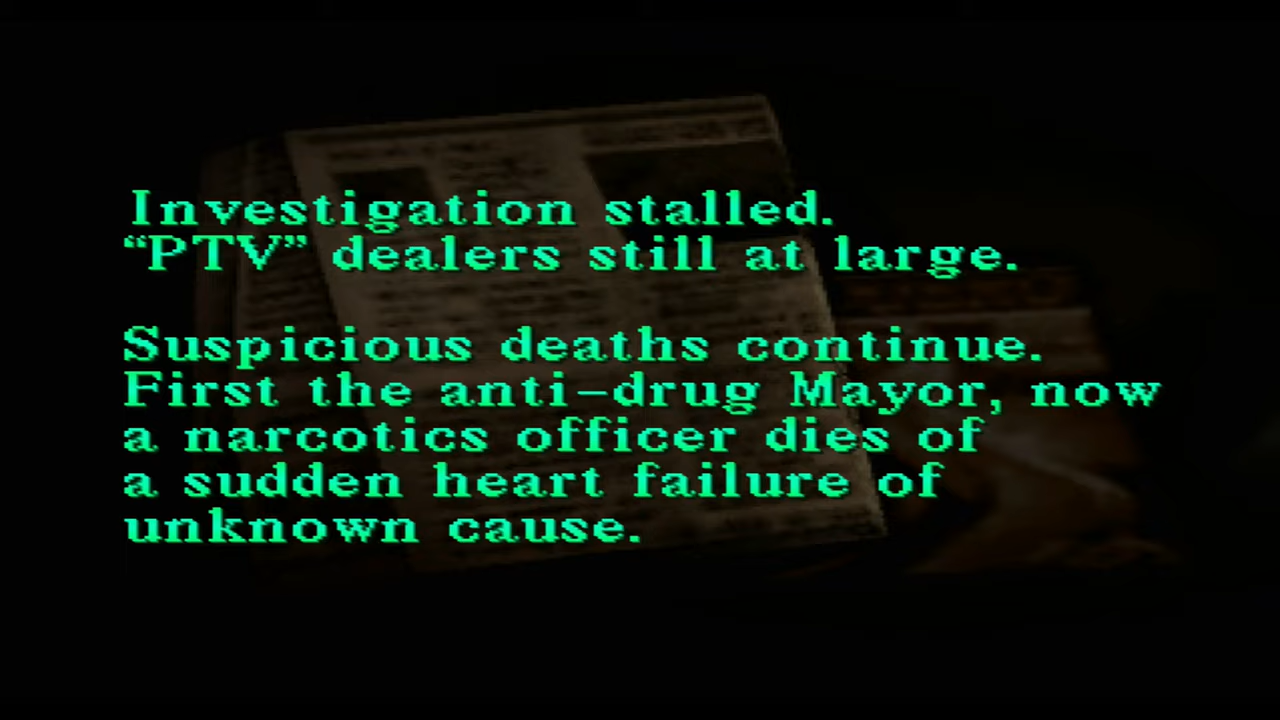 Investigation stalled.
“PTV” dealers still at large.
Suspicious deaths continue.
First the anti-drug Mayor, now
a narcotics officer dies of
a sudden heart failure of
unknown cause.